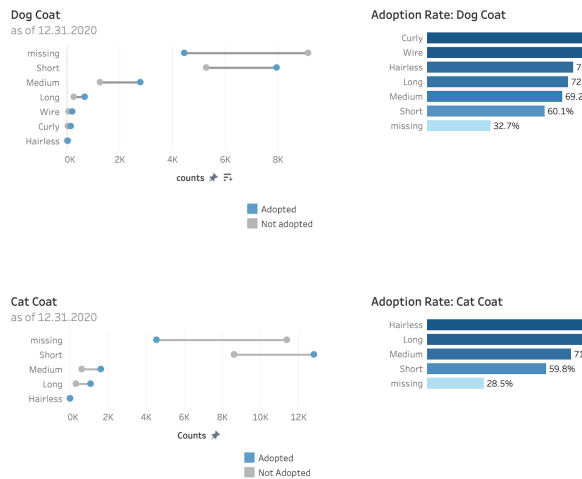 Dog Coat
as of 12.31.2020
missing
Short
Medium
Long
Wire
Curly
Hairless
0K 2K 4K 6K 8K
counts
Adopted
Not adopted
Adoption Rate: Dog Coat
Curly
Wire
Hairless
Long
Medium
Short 60.1%
missing 32.7%
Cat Coat
as of 12.31.2020
missing
Short
Medium
Long
Hairless
0K 2K 4K 6K 8K 10K 12K
Counts
Adopted
Not Adopted
Adoption Rate: Cat Coat
Hairless
Long
Medium
Short 59.8%
missing 28.5%